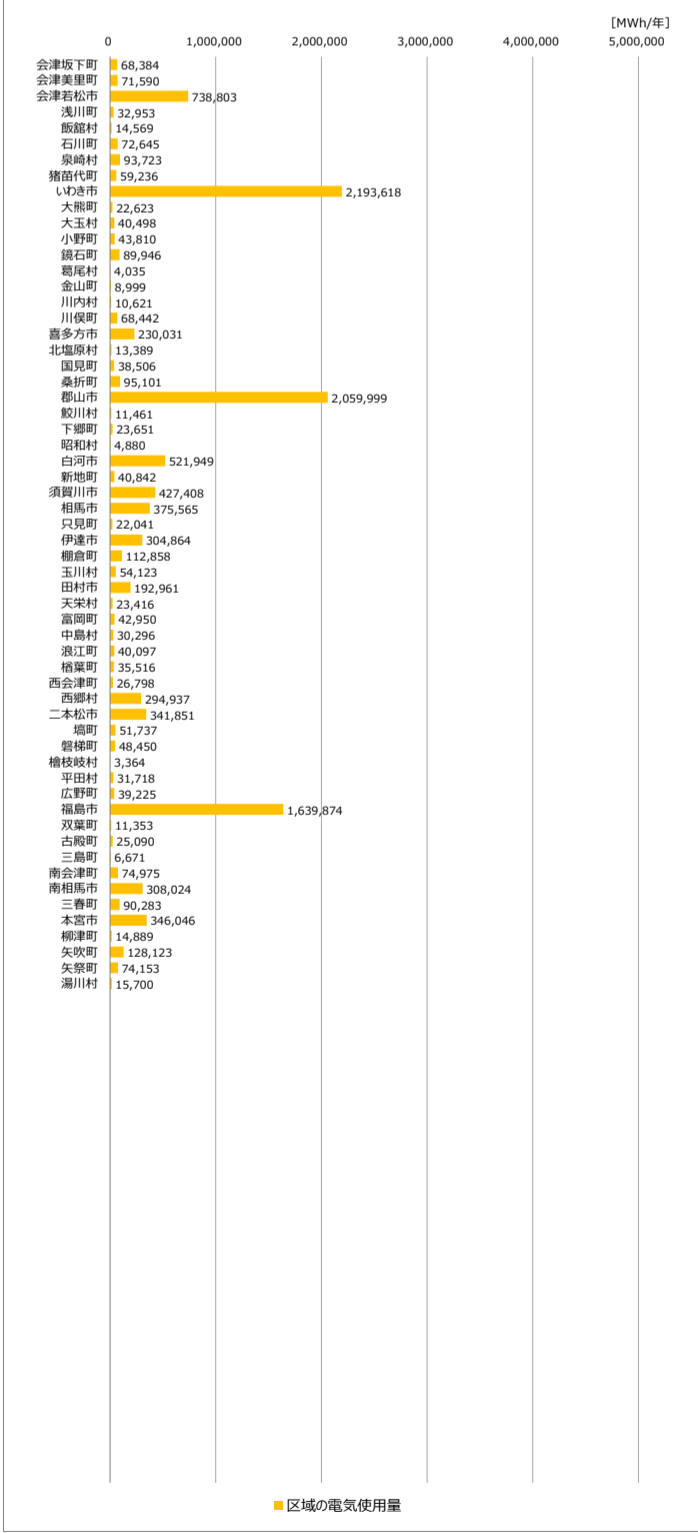 [MWh/年]
0 1,000,000 2,000,000 3,000,000 4,000,000 5,000,000
会津坂下町 68,384
会津美里町 71,590
会津若松市 738,803
浅川町 32,953
飯舘村 14,569
石川町 72,645
泉崎村 93,723
猪苗代町 59,236
いわき市 2,193,618
大熊町 22,623
大玉村 40,498
小野町 43,810
鏡石町 89,946
葛尾村 4,035
金山町 8,999
川内村 10,621
川俣町 68,442
喜多方市 230,031
北塩原村 13,389
国見町 38,506
桑折町 95,101
郡山市 2,059,999
鮫川村 11,461
下郷町 23,651
昭和村 4,880
白河市 521,949
新地町 40,842
須賀川市 427,408
相馬市 375,565
只見町 22,041
伊達市 304,864
棚倉町 112,858
玉川村 54,123
田村市 192,961
天栄村 23,416
富岡町 42,950
中島村 30,296
浪江町 40,097
楢葉町 35,516
西会津町 26,798
西郷村 294,937
二本松市 341,851
塙町 51,737
磐梯町 48,450
檜枝岐村 3,364
平田村 31,718
広野町 39,225
福島市 1,639,874
双葉町 11,353
古殿町 25,090
三島町 6,671
南会津町 74,975
南相馬市 308,024
三春町 90,283
本宮市 346,046
柳津町 14,889
矢吹町 128,123
矢祭町 74,153
湯川村 15,700
区域の電気使用量